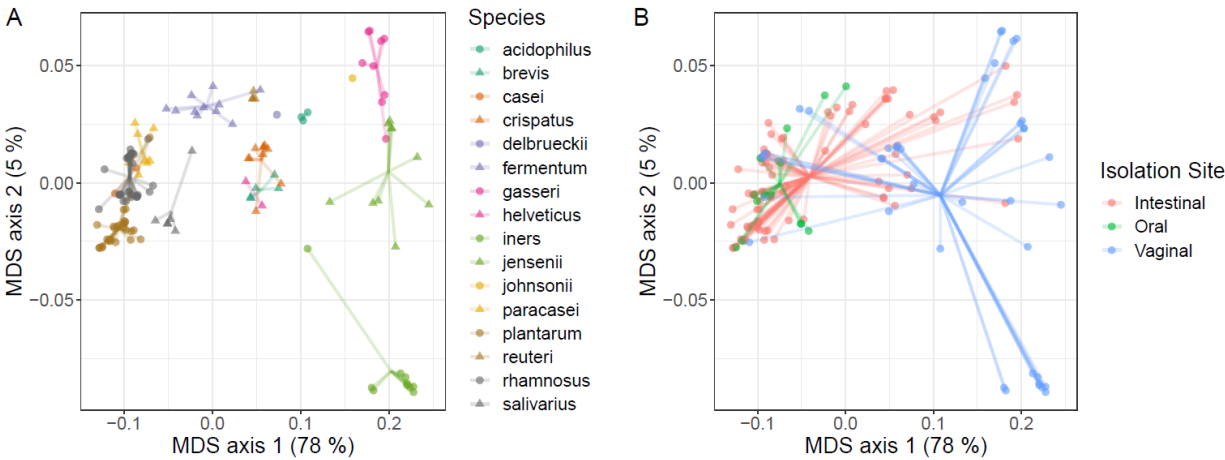 A
MDS axis 2 (5 %)
0.05
0.00
−0.05
−0.1
0.0
0.1
0.2
MDS axis 1 (78 %)
Species
acidophilus
brevis
casei
crispatus
delbrueckii
fermentum
gasseri
helveticus
iners
jensenii
johnsonii
paracasei
plantarum
reuteri
rhamnosus
salivarius
B
MDS axis 2 (5 %)
0.05
0.00
−0.05
−0.1
0.0
0.1
0.2
MDS axis 1 (78 %)
Isolation Site
Intestinal
Oral
Vaginal